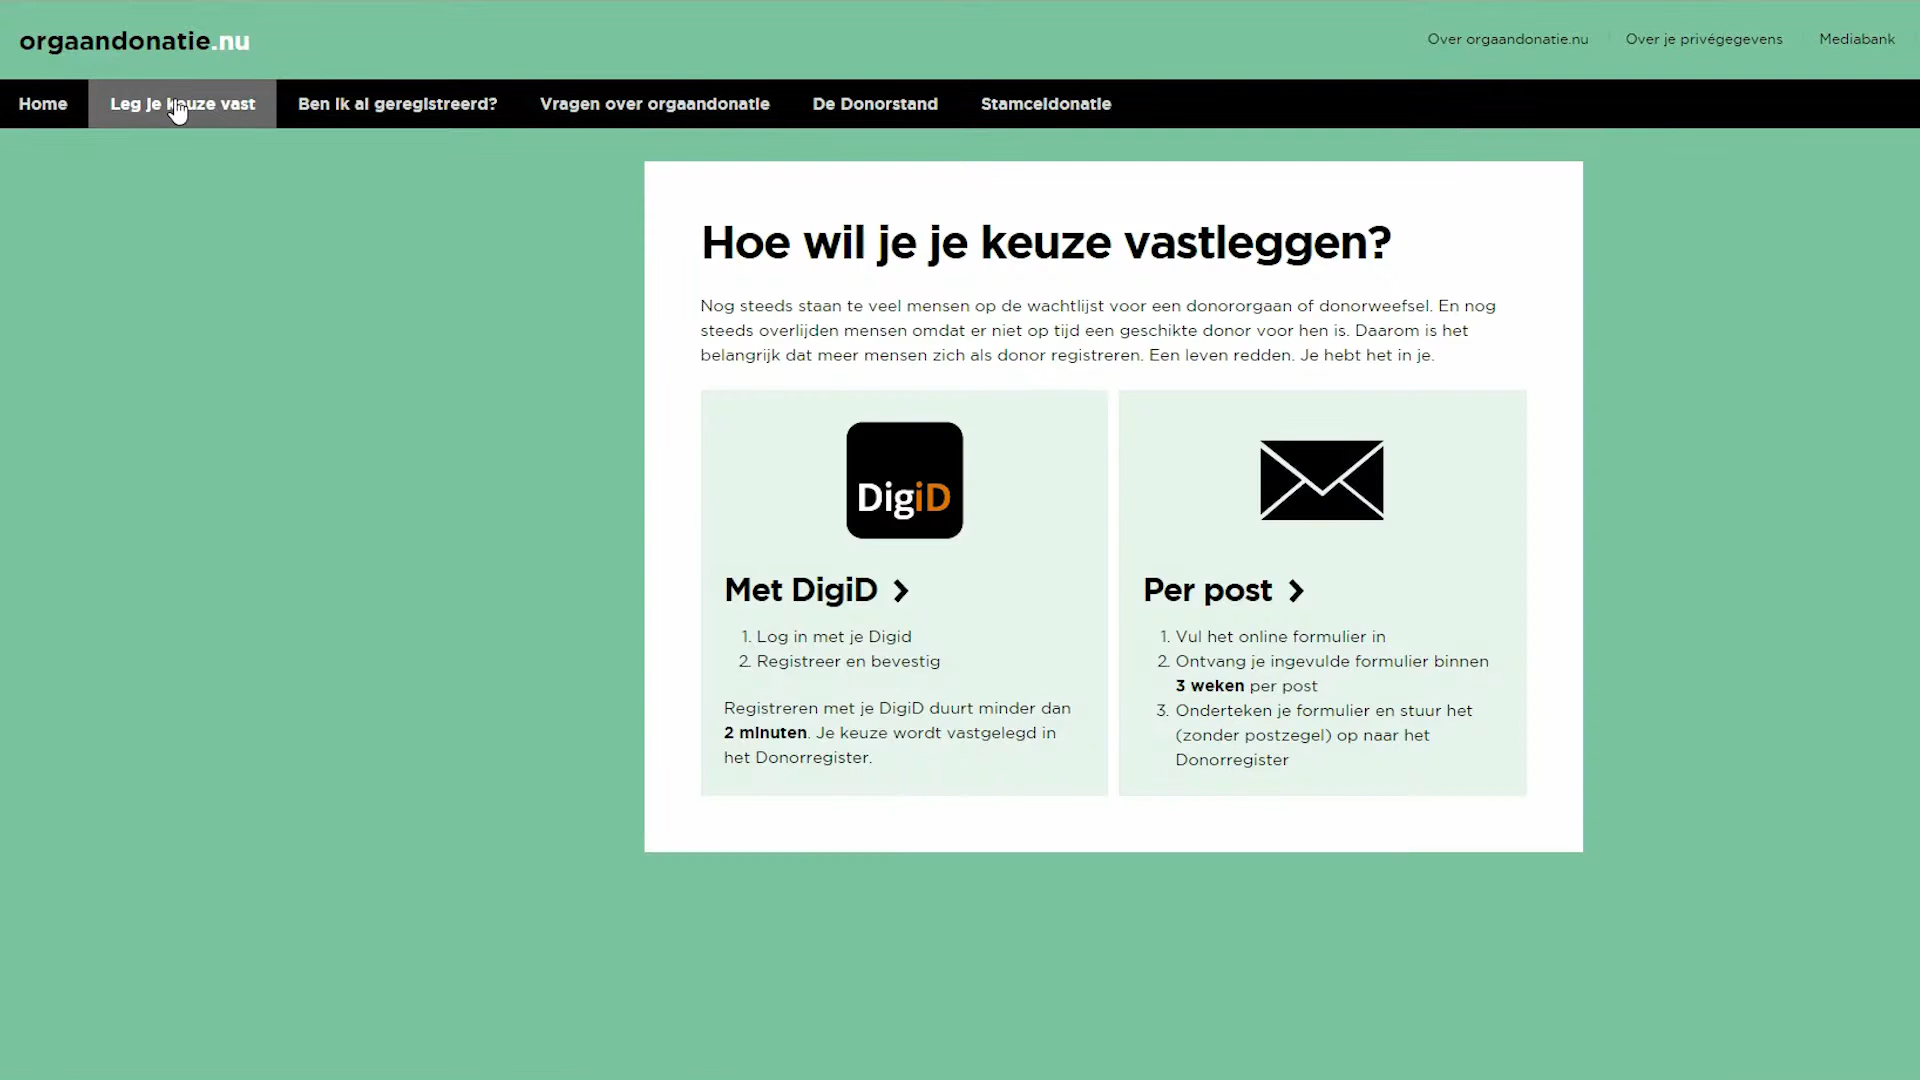 orgaandonatie.nu
Over orgaandonatie.nu
Over je privégegevens
Mediabank
Home
Leg je keuze vast
Ben ik al geregistreerd?
Vragen over orgaandonatie
De Donorstand
Stamceldonatie
Hoe wil je je keuze vastleggen?
Nog steeds staan te veel mensen op de wachtlijst voor een donororgaan of donorweefsel. En nog
steeds overlijden mensen omdat er niet op tijd een geschikte donor voor hen is. Daarom is het
belangrijk dat meer mensen zich als donor registreren. Een leven redden. Je hebt het in je.
DigiD
Met DigiD
1. Log in met je Digid
2. Registreer en bevestig
Registreren met je DigiD duurt minder dan
2 minuten. Je keuze wordt vastgelegd in
het Donorregister.
Per post
1. Vul het online formulier in
2. Ontvang je ingevulde formulier binnen
3 weken per post
3. Onderteken je formulier en stuur het
(zonder postzegel) op naar het
Donorregister